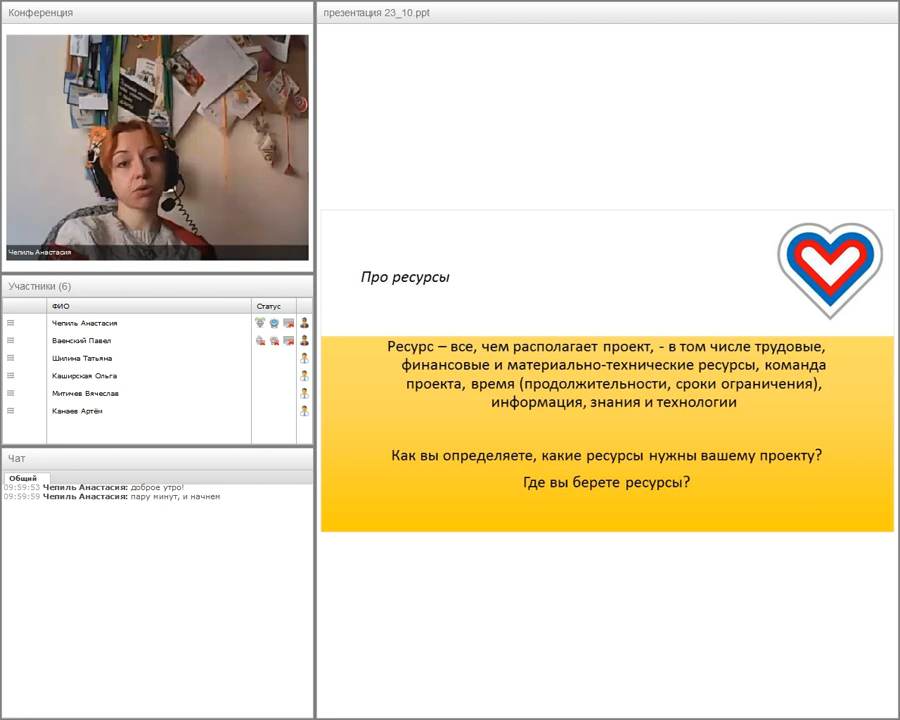 Конференция
Чепиль Анастасия
Участники (6)
ФИО
Статус
Чепиль Анастасия
Ваенский Павел
Шилина Татьяна
Каширская Ольга
Митичев Вячеслав
Канаев Артём
Чат
Общий
09:59:53 Чепиль Анастасия: доброе утро!
09:59:59 Чепиль Анастасия: пару минут, и начнем
презентация 23_10.ppt
Про ресурсы
Ресурс – все, чем располагает проект, - в том числе трудовые,
финансовые и материально-технические ресурсы, команда
проекта, время (продолжительности, сроки ограничения),
информация, знания и технологии
Как вы определяете, какие ресурсы нужны вашему проекту?
Где вы берете ресурсы?